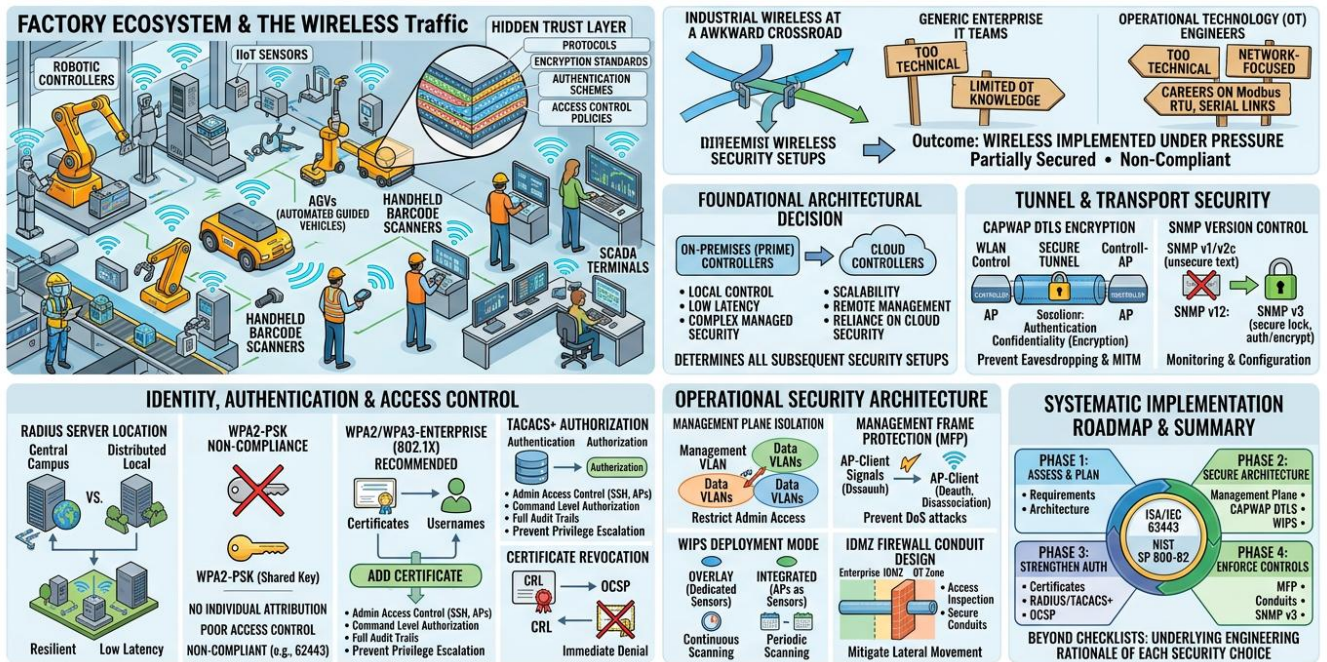 FACTORY ECOSYSTEM & THE WIRELESS Traffic
HIDDEN TRUST LAYER
PROTOCOLS
ENCRYPTION STANDARDS
AUTHENTICATION
SCHEMES
ACCESS CONTROL
PDLICIES
ROBOTIC
CONTROLLERS
IIoT SENSORS
AGVs
(AUTOMATEB GUIDED
VEHICLES)
HANDHELD
BARCODE
SCANNERS
SCADA
TERMINALS
HANDHELD
BARCODE
SCANNERS
INDUSTRIAL WIRELESS AT
A AWKWARD CROSSROAD
WIRELESS
SECURITY SETUPS
GENERIC ENTERPRISE
IT TEAMS
TOO
TECHNICAL
LIMITED OT
KNOWLEDGE
OPERATIONAL TECHNOLOGY (OT)
ENGINEERS
TOO
TECHNICAL
NETWORK-
FOCUSED
CAREERS ON Modbus
RTU, SERIAL LINKS
Outcome: WIRELESS IMPLEMENTED UNDER PRESSURE
Partially Secured • Non-Compliant
FOUNDATIONAL ARCHITECTURAL
DECISION
ON-PREMISES (PRIME)
CONTROLLERS
• LOCAL CONTROL
• LOW LATENCY
• COMPLEX MANAGED
SECURITY
CLOUD
CONTROLLERS
• SCALABILITY
• REMOTE MANAGEMENT
• RELIANCE ON CLOUD
SECURITY
DETERMINES ALL SUBSEQUENT SECURITY SETUPS
TUNNEL & TRANSPORT SECURITY
CAPWAP DTLS ENCRYPTION
WLAN
Control
SECURE
TUNNEL
Controll-
AP
AP
AP
Authentication
Confidentiality (Encryption)
Prevent Eavesdropping & MITM
SNMP VERSION CONTROL
SNMP v1/v2c
(unsecure text)
SNMP v12:
SNMP v3
(secure lock,
auth/encrypt)
Monitoring & Configuration
IDENTITY, AUTHENTICATION & ACCESS CONTROL
RADIUS SERVER LOCATION
Central
Campus
VS.
Distributed
Local
Resilient
Low Latency
WPA2-PSK
NON-COMPLIANCE
WPA2-PSK (Shared Key)
NO INDIVIDUAL ATTRIBUTION
POOR ACCESS CONTROL
NON-COMPLIANT (e.g., 62443)
WPA2/WPA3-ENTERPRISE
(802.1X)
RECOMMENDED
Certificates
Usernames
ADD CERTIFICATE
• Admin Access Control (SSH, APs)
• Command Level Authorization
• Full Audit Trails
• Prevent Privilege Escalation
TACACS+ AUTHORIZATION
Authentication
Authorization
Authorization
• Admin Access Control (SSH, APs)
• Command Level Authorization
• Full Audit Trails
• Prevent Privilege Escalation
CERTIFICATE REVOCATION
CRL
OCSP
CRL
Immediate Denial
OPERATIONAL SECURITY ARCHITECTURE
MANAGEMENT PLANE ISOLATION
Management
VLAN
Data
VLANs
Data
VLANs
Data
VLANs
Restrict Admin Access
MANAGEMENT FRAME
PROTECTION (MFP)
AP-Client
Signals
(Dssauuh)
AP-Client
(Deauth,
Disassociation)
Prevent DoS attacks
WIPS DEPLOYMENT MODE
OVERLAY
(Dedicated
Sensors)
INTEGRATED
(APs as
Sensors)
Continuous
Scanning
Periodic
Scanning
IDMZ FIREWALL CONDUIT
DESIGN
Enterprise
IONZ
OT Zone
• Access
Inspection
• Secure
Conduits
Mitigate Lateral Movement
SYSTEMATIC IMPLEMENTATION
ROADMAP & SUMMARY
PHASE 1:
ASSESS & PLAN
• Requirements
• Architecture
PHASE 2:
SECURE ARCHITECTURE
Management Plane •
CAPWAP DTLS •
WIPS •
ISA/IEC
63443
NIST
SP 800-82
PHASE 3:
STRENGTHEN AUTH
• Certificates
• RADIUS/TACACS+
• OCSP
PHASE 4:
ENFORCE CONTROLS
MFP •
Conduits •
SNMP v3 •
BEYOND CHECKLISTS: UNDERLYING ENGINEERING
RATIONALE OF EACH SECURITY CHOICE